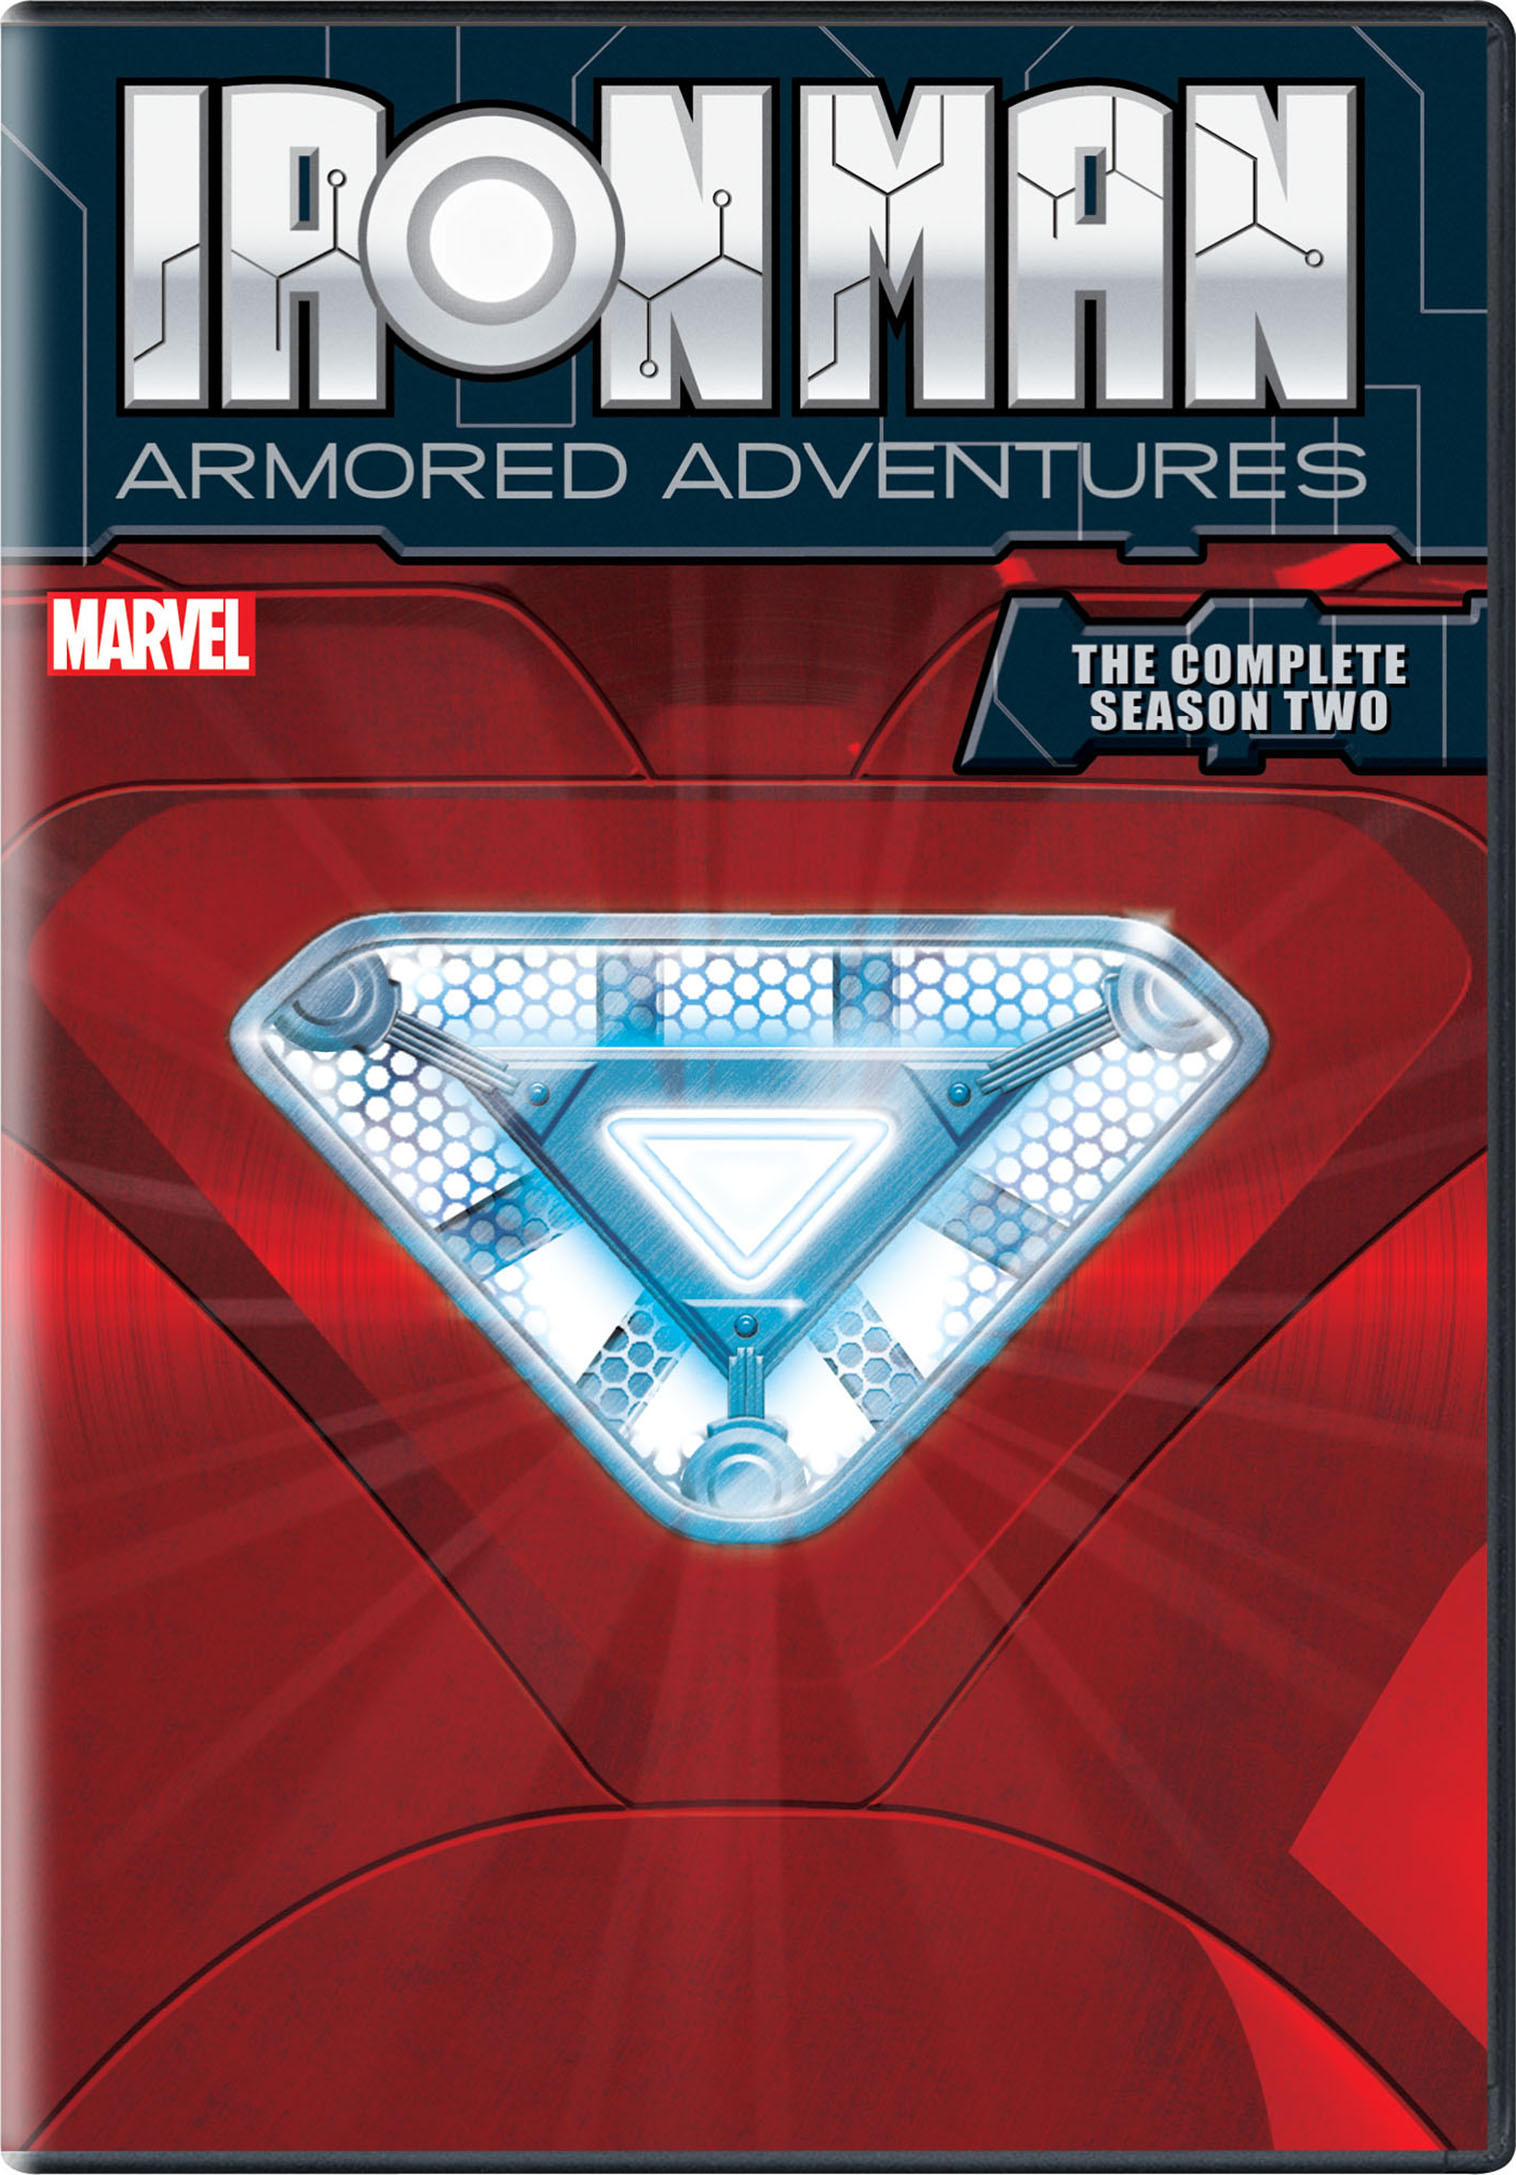 IRON MAN
ARMORED ADVENTURES
MARVEL
THE COMPLETE
SEASON TWO